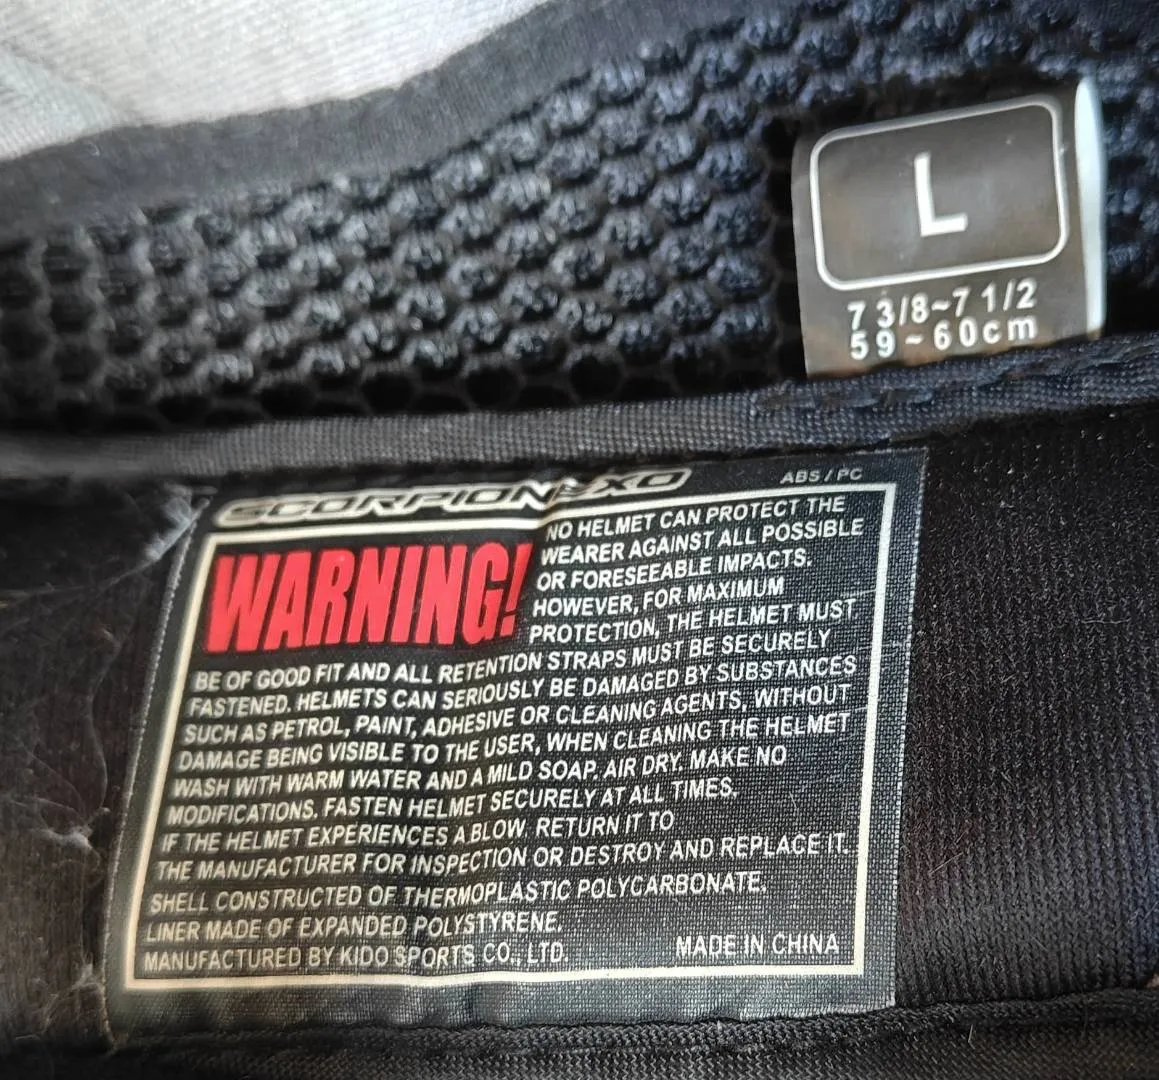 L
7 3/8~7 1/2
59~60cm
SCORPION EXO
ABS/PC
WARNING!
NO HELMET CAN PROTECT THE
WEARER AGAINST ALL POSSIBLE
OR FORESEEABLE IMPACTS.
HOWEVER, FOR MAXIMUM
PROTECTION, THE HELMET MUST
BE OF GOOD FIT AND ALL RETENTION STRAPS MUST BE SECURELY
FASTENED. HELMETS CAN SERIOUSLY BE DAMAGED BY SUBSTANCES
SUCH AS PETROL, PAINT, ADHESIVE OR CLEANING AGENTS, WITHOUT
DAMAGE BEING VISIBLE TO THE USER, WHEN CLEANING THE HELMET
WASH WITH WARM WATER AND A MILD SOAP. AIR DRY. MAKE NO
MODIFICATIONS. FASTEN HELMET SECURELY AT ALL TIMES.
IF THE HELMET EXPERIENCES A BLOW RETURN IT TO
THE MANUFACTURER FOR INSPECTION OR DESTROY AND REPLACE IT.
SHELL CONSTRUCTED OF THERMOPLASTIC POLYCARBONATE.
LINER MADE OF EXPANDED POLYSTYRENE.
MANUFACTURED BY KIDO SPORTS CO., LTD. MADE IN CHINA